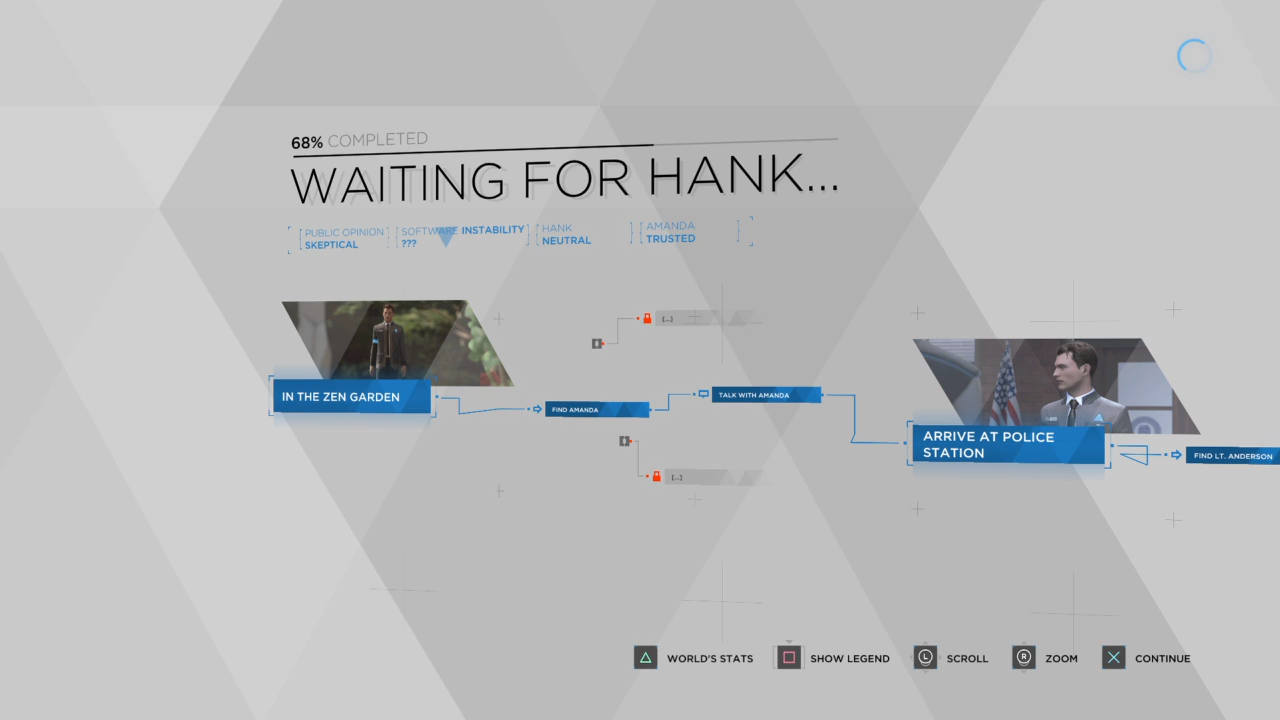 68% COMPLETED
WAITING FOR HANK...
PUBLIC OPINION
SKEPTICAL
SOFTWARE INSTABILITY
???
HANK
NEUTRAL
AMANDA
TRUSTED
[...]
IN THE ZEN GARDEN
FIND AMANDA
TALK WITH AMANDA
ARRIVE AT POLICE
STATION
FIND LT. ANDERSON
[...]
WORLD'S STATS
SHOW LEGEND
L
SCROLL
R
ZOOM
CONTINUE